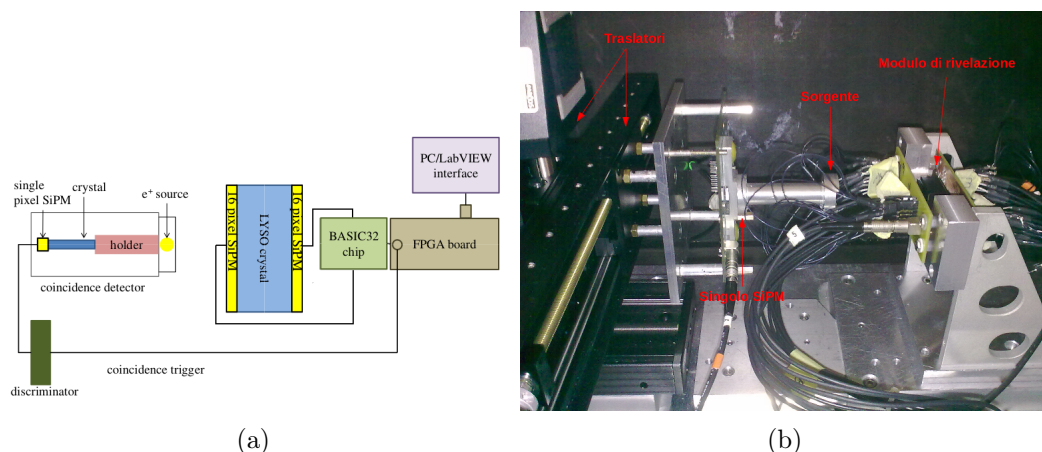 single
pixel SiPM
crystal
e⁺ source
holder
coincidence detector
discriminator
coincidence trigger
16 pixel SiPM
LYSO crystal
16 pixel SiPM
BASIC32
chip
FPGA board
PC/LabVIEW
interface
(a)
Traslatori
Sorgente
Modulo di rivelazione
Singolo SiPM
(b)